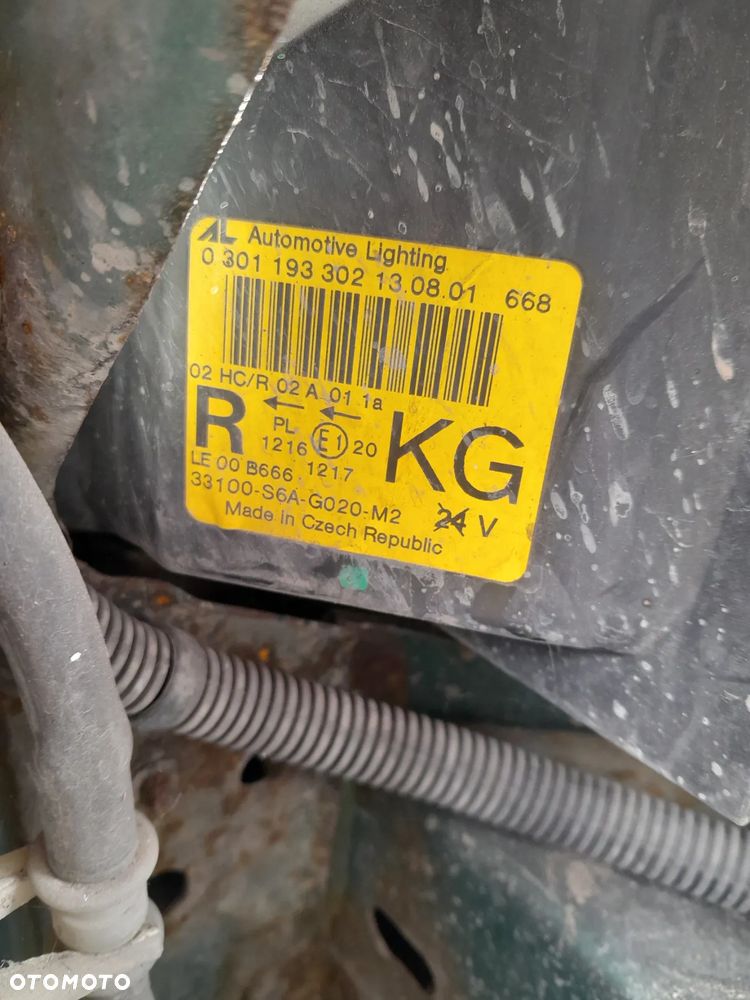 AL Automotive Lighting
0 301 193 302 13.08.01 668
02 HC/R 02 A 01 1a
R ← ← KG
PL E1 20
1216 1217
LE 00 B666
33100-S6A-G020-M2 24 V
Made in Czech Republic
OTOMOTO